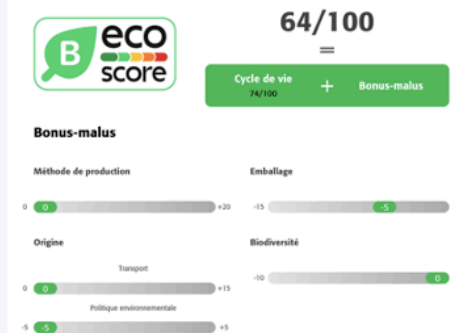 B
eco
score
64/100
=
Cycle de vie
74/100
+
Bonus-malus
Bonus-malus
Méthode de production
0 0 +20
Emballage
-15 -5
Origine
Transport
0 0 +15
Biodiversité
-10 0
Politique environnementale
-5 -5 +5